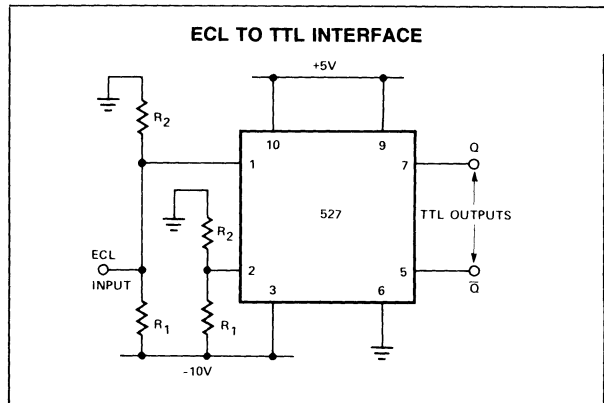 ECL TO TTL INTERFACE
+5V
R2
10
9
Q
1
7
527
TTL OUTPUTS
R2
ECL
INPUT
2
5
Q̅
3
6
R1
R1
-10V